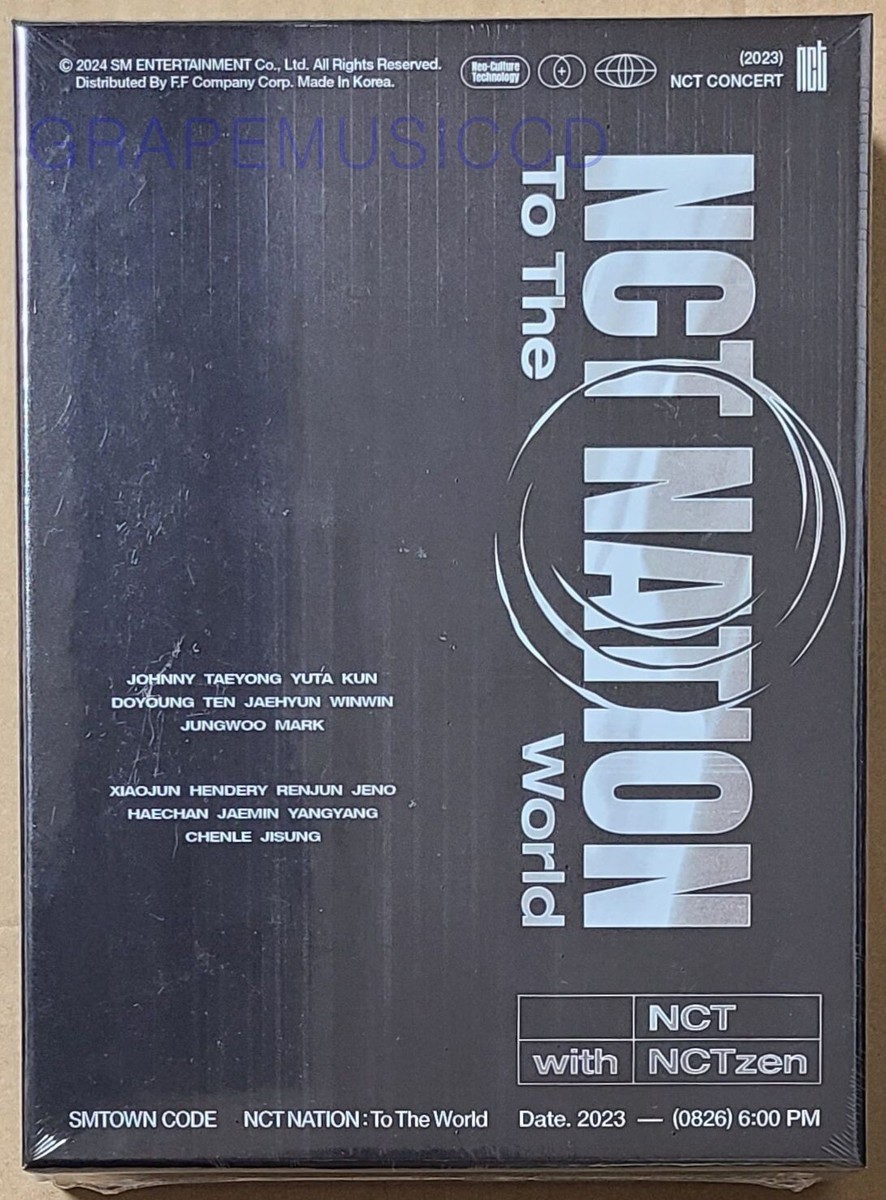 © 2024 SM ENTERTAINMENT Co., Ltd. All Rights Reserved.
Distributed By F.F Company Corp. Made In Korea.
Neo-Culture
Technology
(2023)
NCT CONCERT
nct
GRAPEMUSICCD
NCT NATION
To The World
JOHNNY TAEYONG YUTA KUN
DOYOUNG TEN JAEHYUN WINWIN
JUNGWOO MARK
XIAOJUN HENDERY RENJUN JENO
HAECHAN JAEMIN YANGYANG
CHENLE JISUNG
NCT
with NCTzen
SMTOWN CODE NCT NATION : To The World Date. 2023 — (0826) 6:00 PM